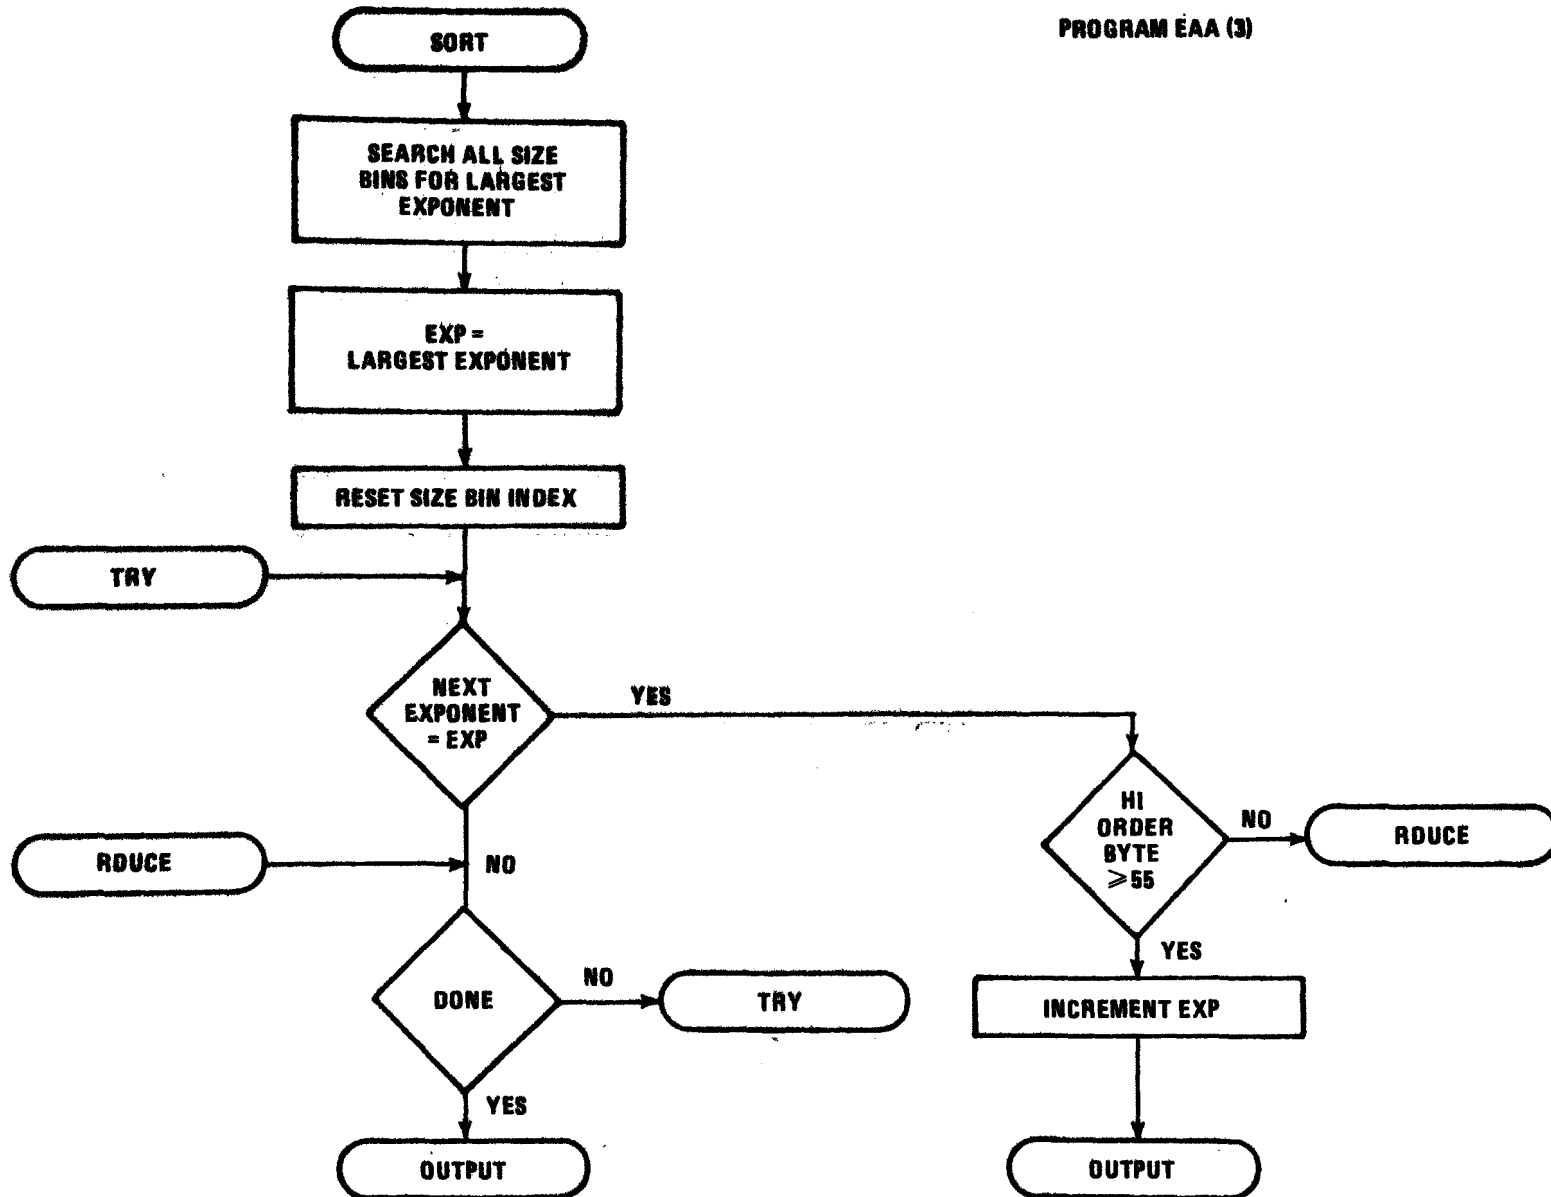 PROGRAM EAA (3)
SORT
SEARCH ALL SIZE
BINS FOR LARGEST
EXPONENT
EXP =
LARGEST EXPONENT
RESET SIZE BIN INDEX
TRY
NEXT
EXPONENT
= EXP
YES
HI
ORDER
BYTE
≥55
NO
RDUCE
RDUCE
NO
YES
DONE
NO
TRY
INCREMENT EXP
YES
OUTPUT
OUTPUT